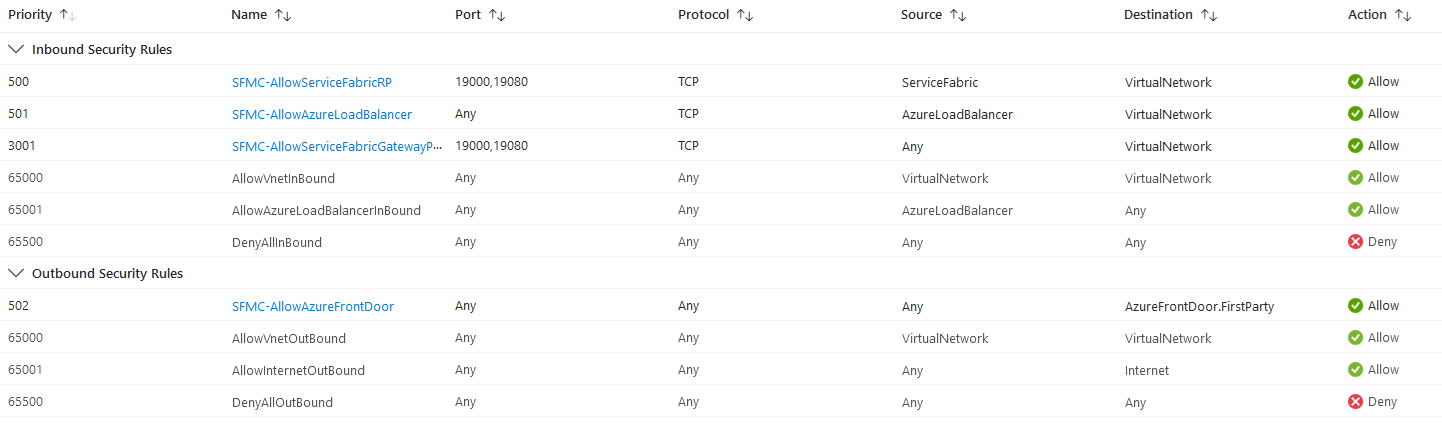 Priority Name Port Protocol Source Destination Action
Inbound Security Rules
500 SFMC-AllowServiceFabricRP 19000,19080 TCP ServiceFabric VirtualNetwork Allow
501 SFMC-AllowAzureLoadBalancer Any TCP AzureLoadBalancer VirtualNetwork Allow
3001 SFMC-AllowServiceFabricGatewayP... 19000,19080 TCP Any VirtualNetwork Allow
65000 AllowVnetInBound Any Any VirtualNetwork VirtualNetwork Allow
65001 AllowAzureLoadBalancerInBound Any Any AzureLoadBalancer Any Allow
65500 DenyAllInBound Any Any Any Any Deny
Outbound Security Rules
502 SFMC-AllowAzureFrontDoor Any Any Any AzureFrontDoor.FirstParty Allow
65000 AllowVnetOutBound Any Any VirtualNetwork VirtualNetwork Allow
65001 AllowInternetOutBound Any Any Any Internet Allow
65500 DenyAllOutBound Any Any Any Any Deny